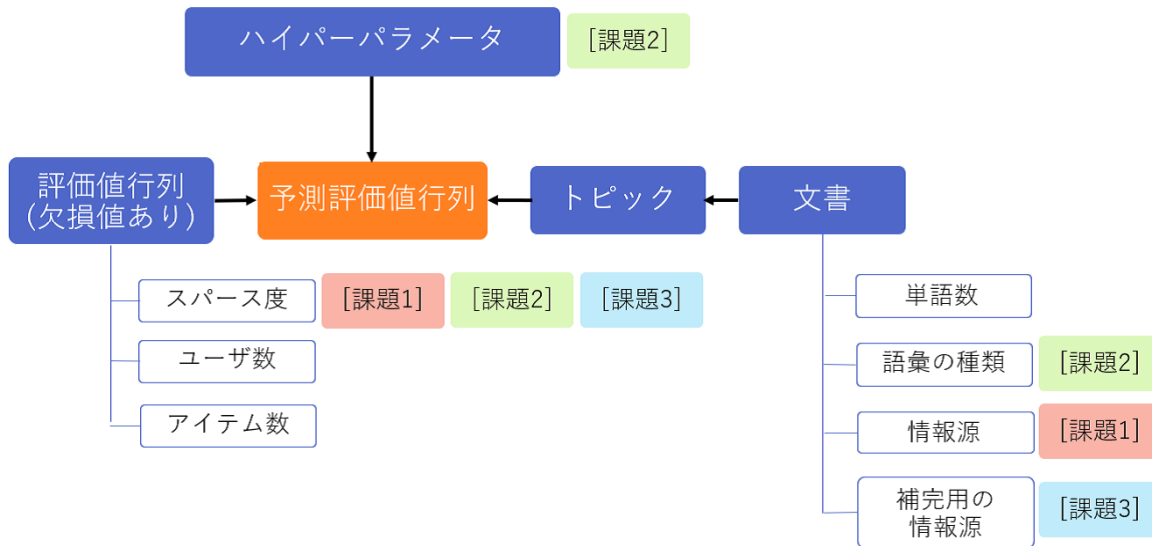 ハイパーパラメータ
[課題2]
評価値行列
(欠損値あり)
予測評価値行列
トピック
文書
スパース度
[課題1]
[課題2]
[課題3]
ユーザ数
アイテム数
単語数
語彙の種類
[課題2]
情報源
[課題1]
補完用の
情報源
[課題3]